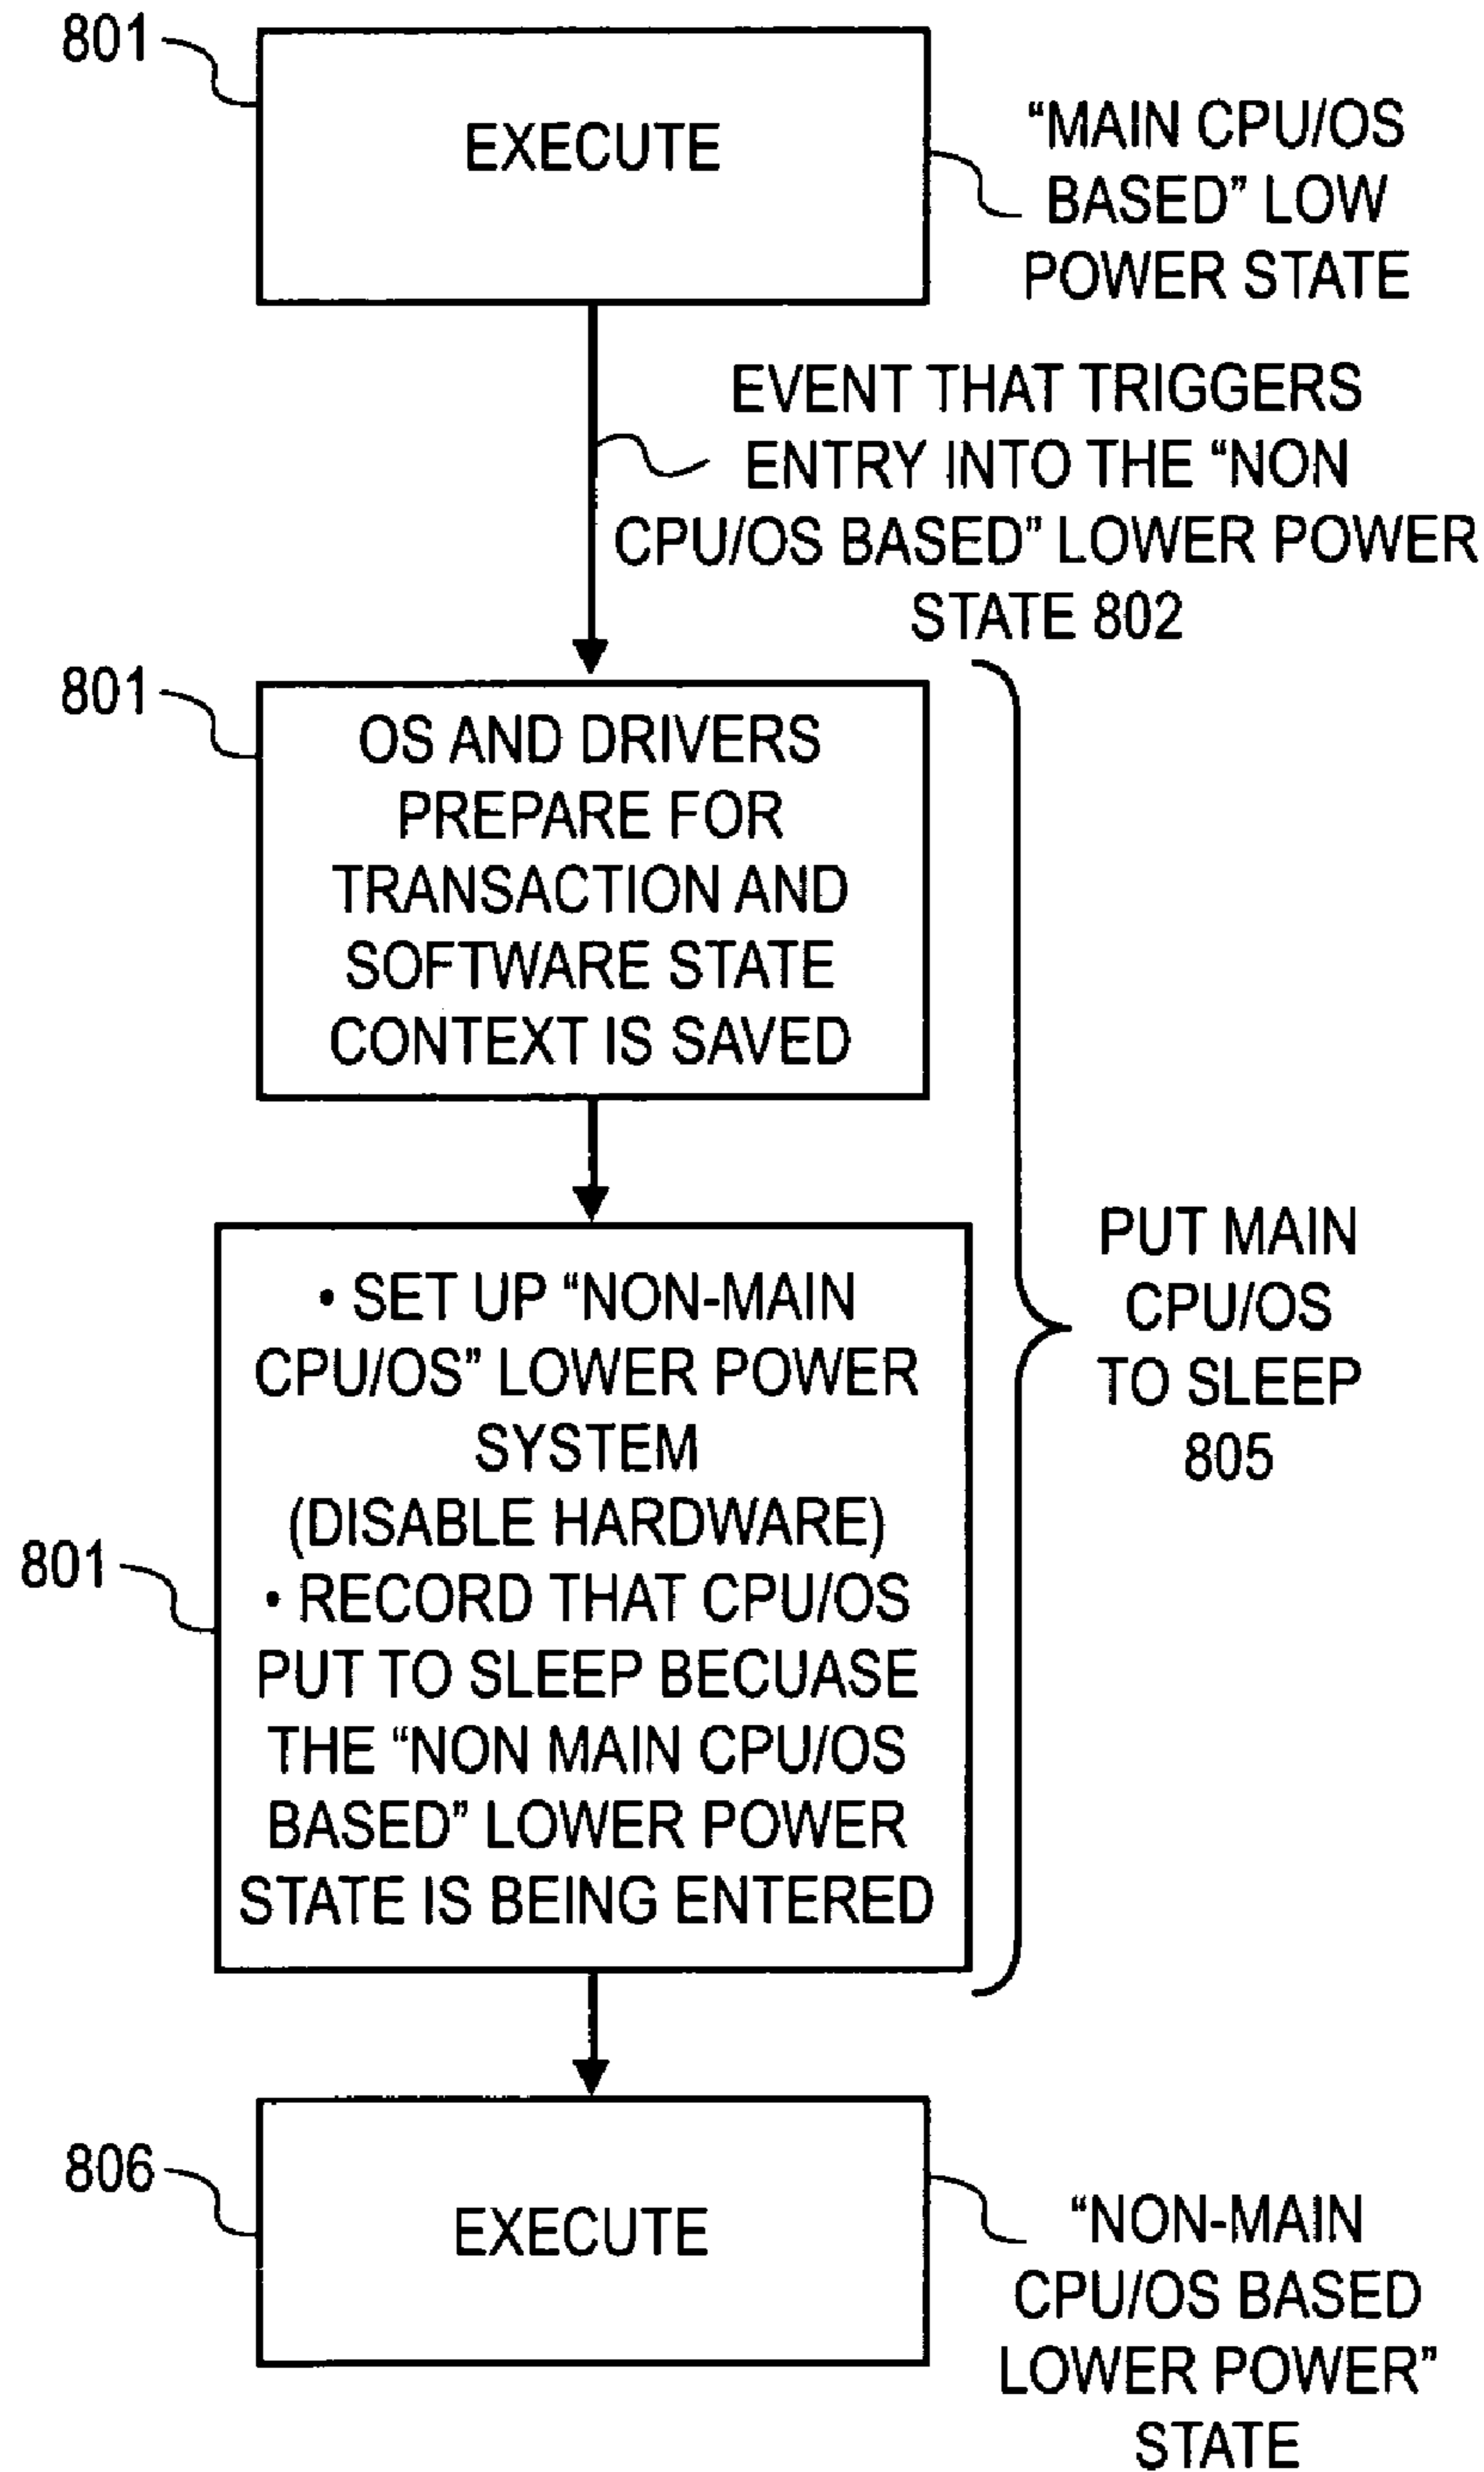 801
EXECUTE
“MAIN CPU/OS
BASED” LOW
POWER STATE
EVENT THAT TRIGGERS
ENTRY INTO THE “NON
CPU/OS BASED” LOWER POWER
STATE 802
801
OS AND DRIVERS
PREPARE FOR
TRANSACTION AND
SOFTWARE STATE
CONTEXT IS SAVED
801
• SET UP “NON-MAIN
CPU/OS” LOWER POWER
SYSTEM
(DISABLE HARDWARE)
• RECORD THAT CPU/OS
PUT TO SLEEP BECUASE
THE “NON MAIN CPU/OS
BASED” LOWER POWER
STATE IS BEING ENTERED
PUT MAIN
CPU/OS
TO SLEEP
805
806
EXECUTE
“NON-MAIN
CPU/OS BASED
LOWER POWER”
STATE